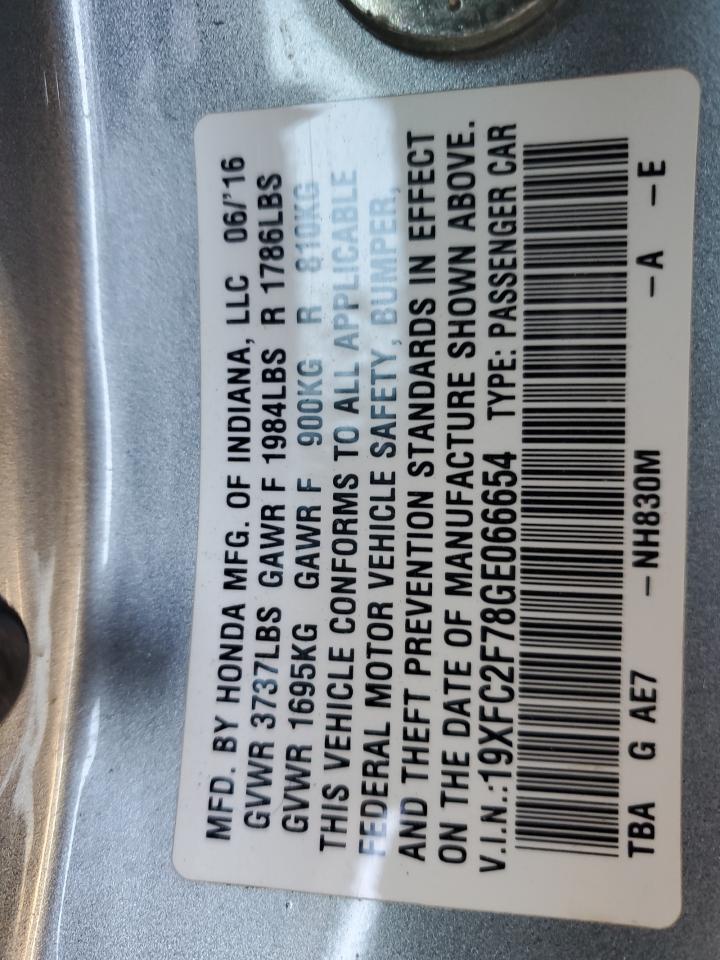 MFD. BY HONDA MFG. OF INDIANA, LLC 06/'16
GVWR 3737LBS GAWR F 1984LBS R 1786LBS
GVWR 1695KG GAWR F 900KG R 810KG
THIS VEHICLE CONFORMS TO ALL APPLICABLE
FEDERAL MOTOR VEHICLE SAFETY, BUMPER,
AND THEFT PREVENTION STANDARDS IN EFFECT
ON THE DATE OF MANUFACTURE SHOWN ABOVE.
V.I.N.:19XFC2F78GE066654 TYPE: PASSENGER CAR
TBA G AE7 -NH830M -A -E